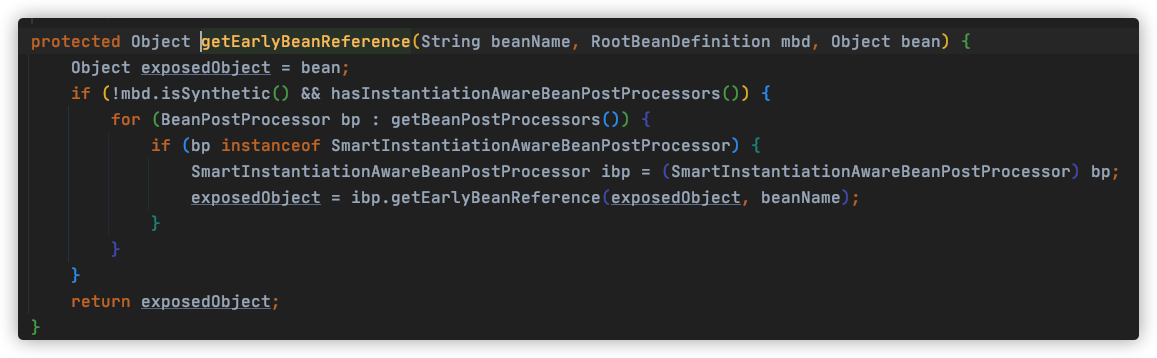 protected Object getEarlyBeanReference(String beanName, RootBeanDefinition mbd, Object bean) {
    Object exposedObject = bean;
    if (!mbd.isSynthetic() && hasInstantiationAwareBeanPostProcessors()) {
        for (BeanPostProcessor bp : getBeanPostProcessors()) {
            if (bp instanceof SmartInstantiationAwareBeanPostProcessor) {
                SmartInstantiationAwareBeanPostProcessor ibp = (SmartInstantiationAwareBeanPostProcessor) bp;
                exposedObject = ibp.getEarlyBeanReference(exposedObject, beanName);
            }
        }
    }
    return exposedObject;
}